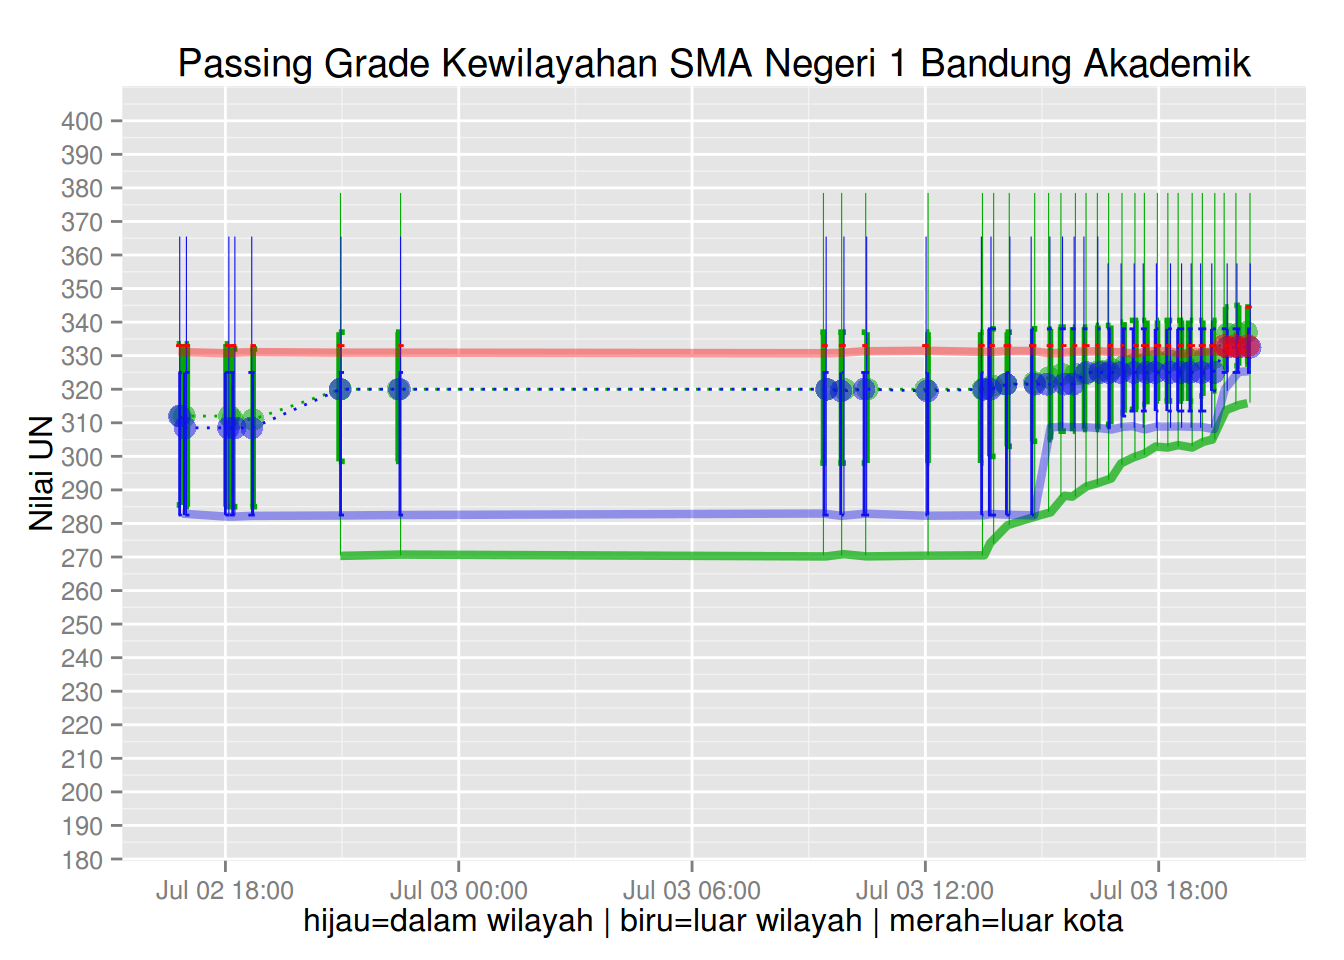 Passing Grade Kewilayahan SMA Negeri 1 Bandung Akademik
Nilai UN
400
390
380
370
360
350
340
330
320
310
300
290
280
270
260
250
240
230
220
210
200
190
180
Jul 02 18:00
Jul 03 00:00
Jul 03 06:00
Jul 03 12:00
Jul 03 18:00
hijau=dalam wilayah | biru=luar wilayah | merah=luar kota